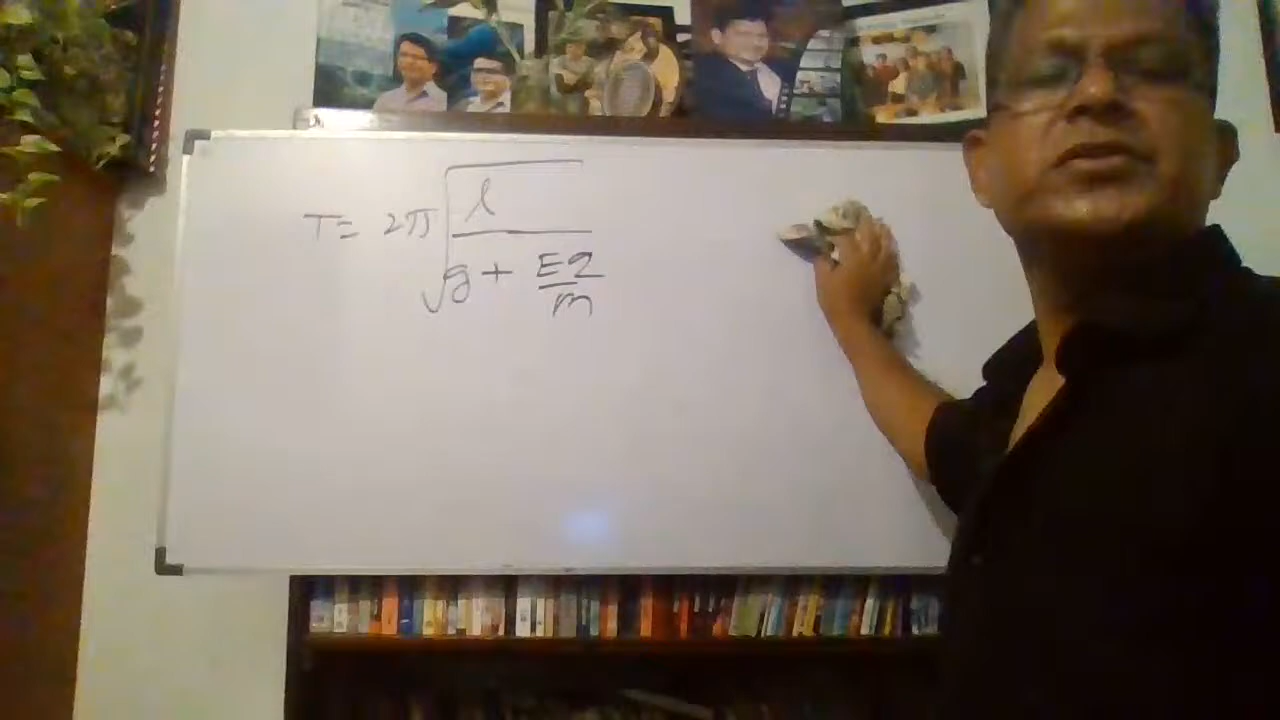 T = 2π √(l / (g + Eq/m))